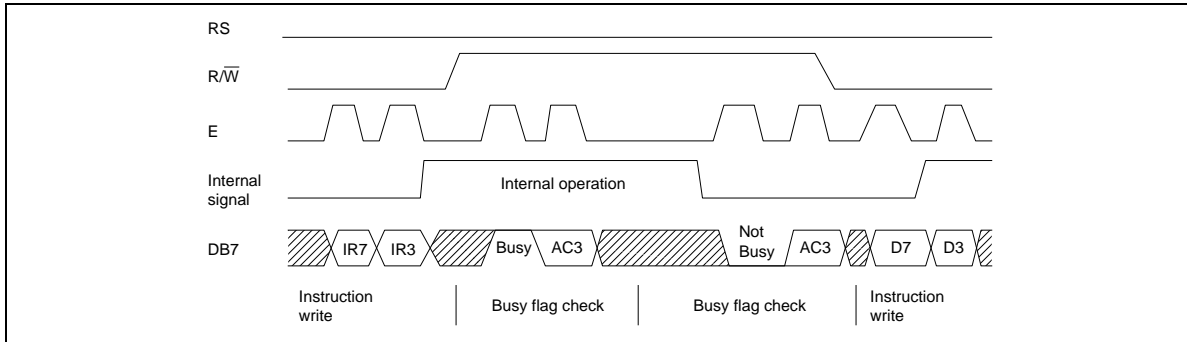 RS
R/W̅
E
Internal
signal
Internal operation
DB7
IR7 IR3 Busy AC3 Not
Busy AC3 D7 D3
Instruction
write
Busy flag check
Busy flag check
Instruction
write